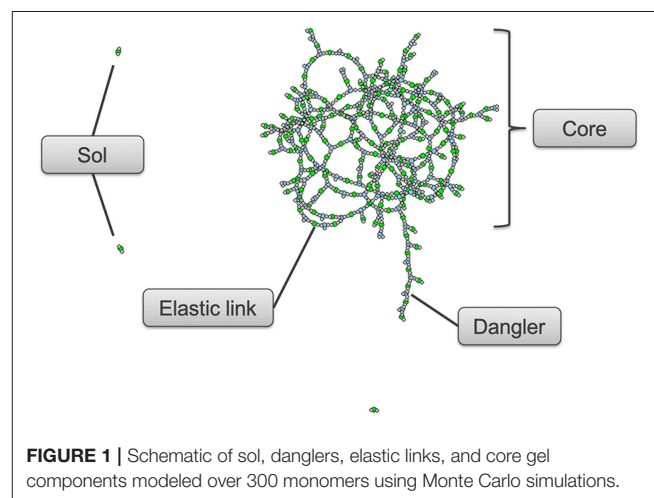 Sol
Core
Elastic link
Dangler
FIGURE 1 | Schematic of sol, danglers, elastic links, and core gel
components modeled over 300 monomers using Monte Carlo simulations.